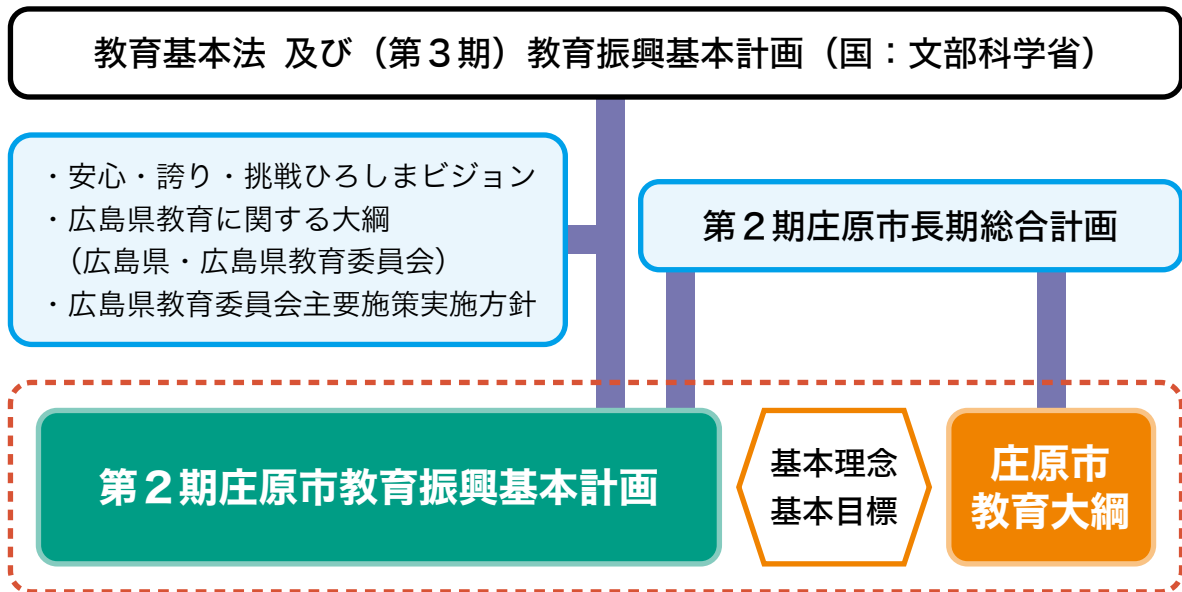 教育基本法 及び（第３期）教育振興基本計画（国：文部科学省）
・安心・誇り・挑戦ひろしまビジョン
・広島県教育に関する大綱
（広島県・広島県教育委員会）
・広島県教育委員会主要施策実施方針
第２期庄原市長期総合計画
第２期庄原市教育振興基本計画
基本理念
基本目標
庄原市
教育大綱